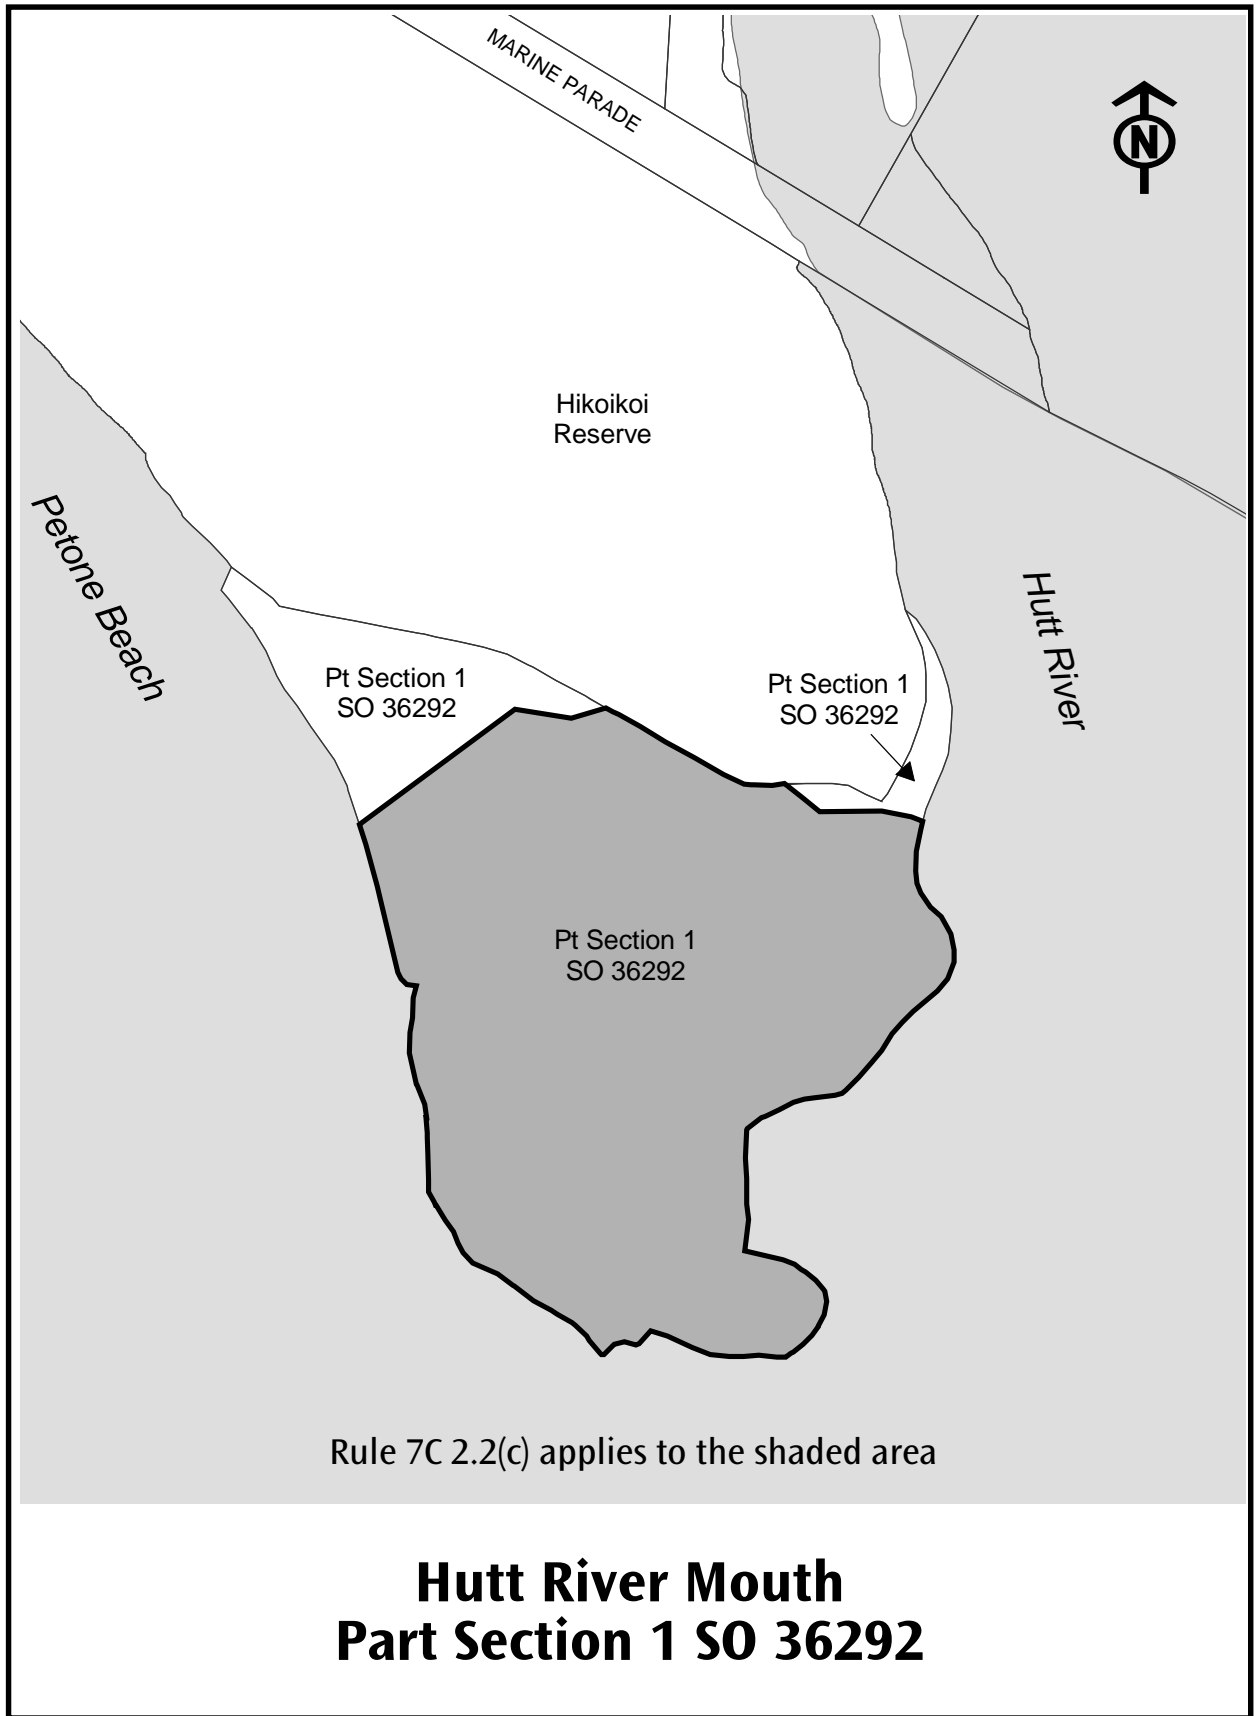 MARINE PARADE
N
Hikoikoi
Reserve
Petone Beach
Hutt River
Pt Section 1
SO 36292
Pt Section 1
SO 36292
Pt Section 1
SO 36292
Rule 7C 2.2(c) applies to the shaded area
Hutt River Mouth
Part Section 1 SO 36292